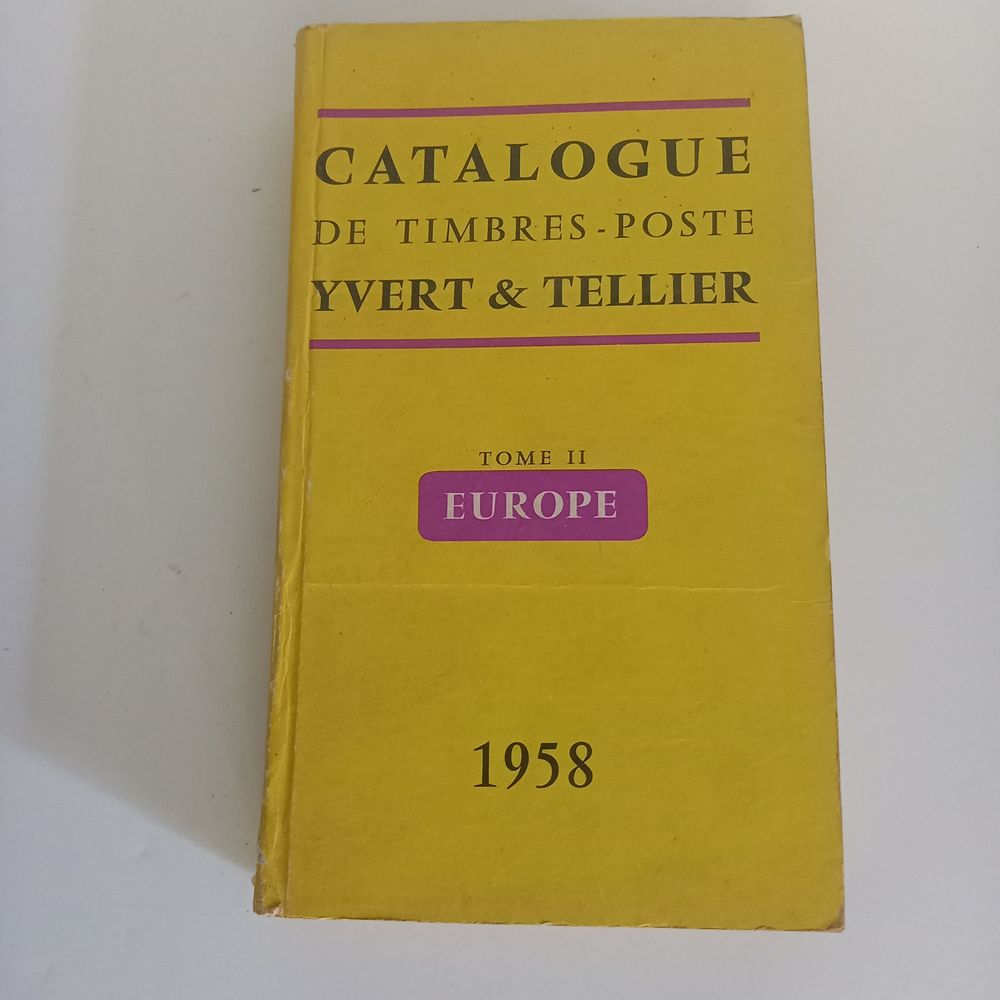 CATALOGUE
DE TIMBRES-POSTE
YVERT & TELLIER
TOME II
EUROPE
1958